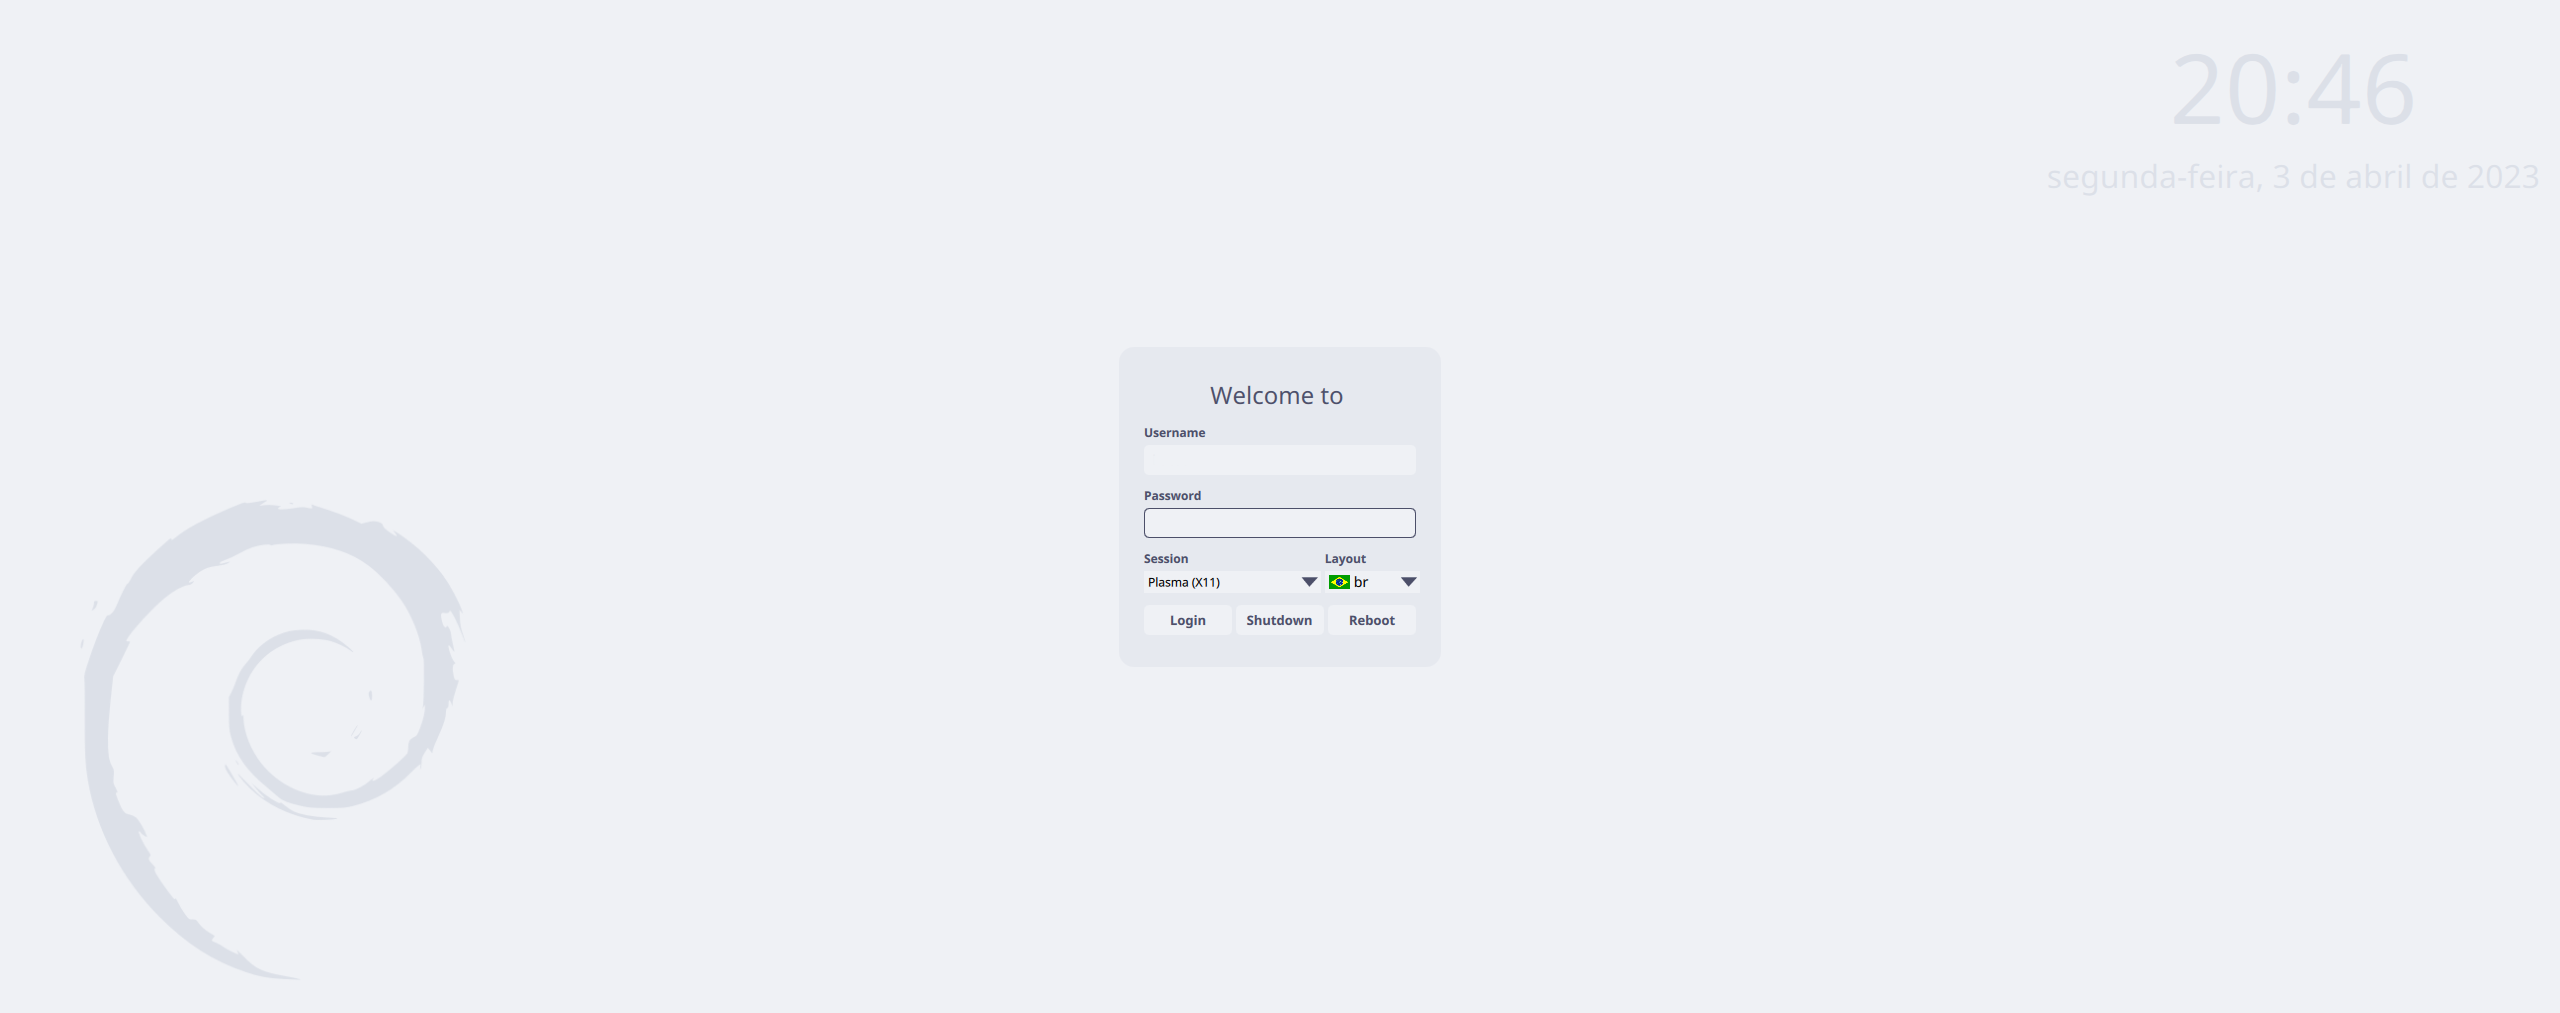 20:46
segunda-feira, 3 de abril de 2023
Welcome to
Username
Password
Session Layout
Plasma (X11) br
Login Shutdown Reboot